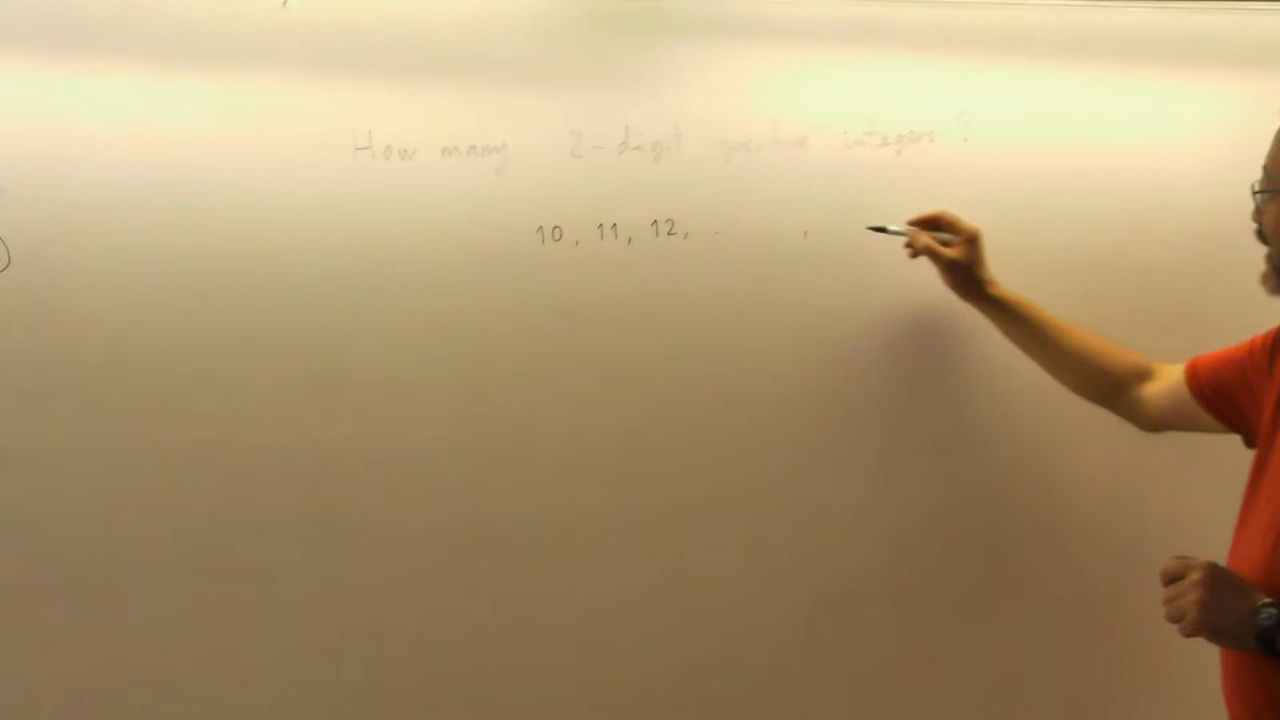 How many 2-digit positive integers?
10, 11, 12, . . ,